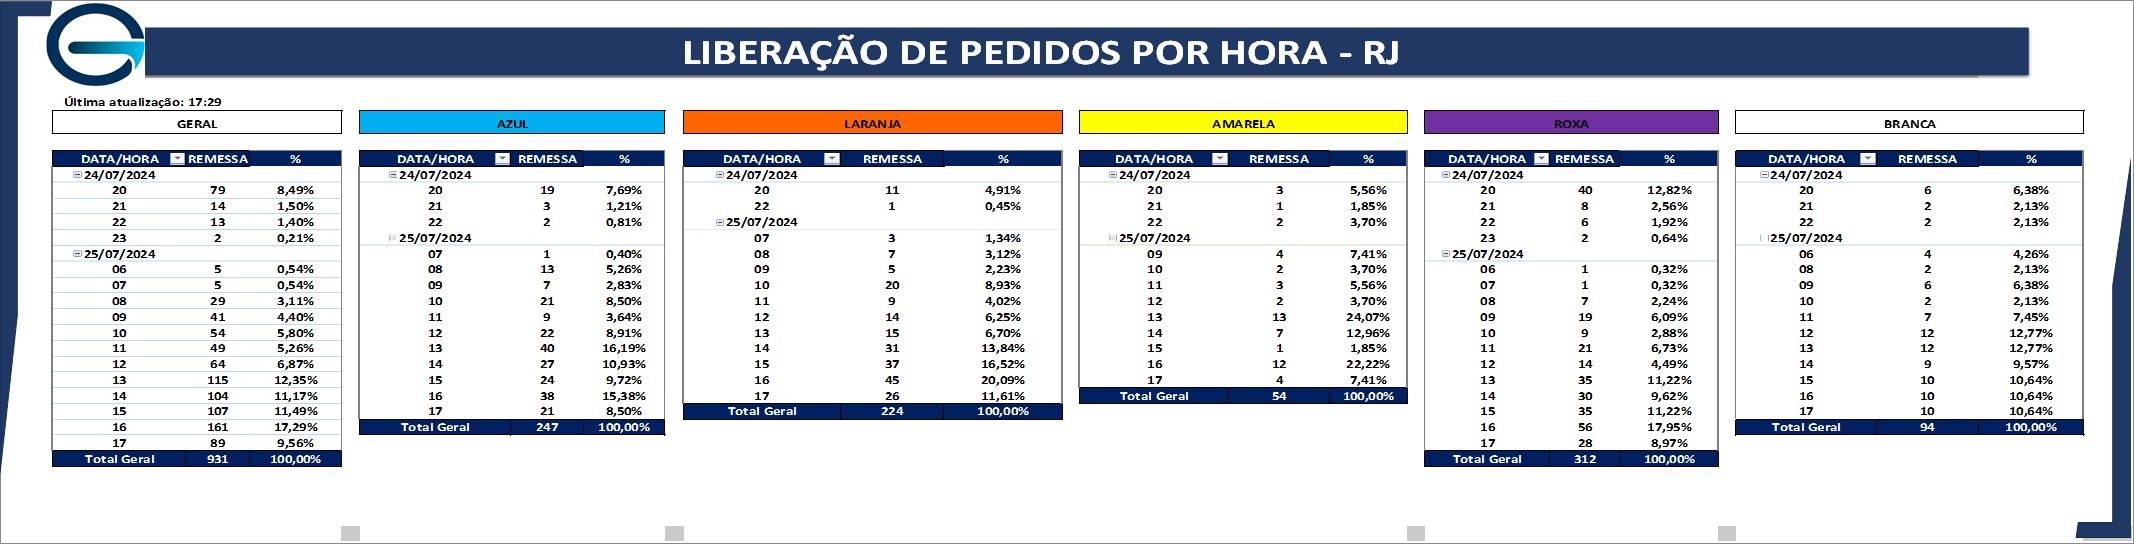 LIBERAÇÃO DE PEDIDOS POR HORA - RJ
Última atualização: 17:29
GERAL
DATA/HORA REMESSA %
24/07/2024
20 79 8,49%
21 14 1,50%
22 13 1,40%
23 2 0,21%
25/07/2024
06 5 0,54%
07 5 0,54%
08 29 3,11%
09 41 4,40%
10 54 5,80%
11 49 5,26%
12 64 6,87%
13 115 12,35%
14 104 11,17%
15 107 11,49%
16 161 17,29%
17 89 9,56%
Total Geral 931 100,00%
AZUL
DATA/HORA REMESSA %
24/07/2024
20 19 7,69%
21 3 1,21%
22 2 0,81%
25/07/2024
07 1 0,40%
08 13 5,26%
09 7 2,83%
10 21 8,50%
11 9 3,64%
12 22 8,91%
13 40 16,19%
14 27 10,93%
15 24 9,72%
16 38 15,38%
17 21 8,50%
Total Geral 247 100,00%
LARANJA
DATA/HORA REMESSA %
24/07/2024
20 11 4,91%
22 1 0,45%
25/07/2024
07 3 1,34%
08 7 3,12%
09 5 2,23%
10 20 8,93%
11 9 4,02%
12 14 6,25%
13 15 6,70%
14 31 13,84%
15 37 16,52%
16 45 20,09%
17 26 11,61%
Total Geral 224 100,00%
AMARELA
DATA/HORA REMESSA %
24/07/2024
20 3 5,56%
21 1 1,85%
22 2 3,70%
25/07/2024
09 4 7,41%
10 2 3,70%
11 3 5,56%
12 2 3,70%
13 13 24,07%
14 7 12,96%
15 1 1,85%
16 12 22,22%
17 4 7,41%
Total Geral 54 100,00%
ROXA
DATA/HORA REMESSA %
24/07/2024
20 40 12,82%
21 8 2,56%
22 6 1,92%
23 2 0,64%
25/07/2024
06 1 0,32%
07 1 0,32%
08 7 2,24%
09 19 6,09%
10 9 2,88%
11 21 6,73%
12 14 4,49%
13 35 11,22%
14 30 9,62%
15 35 11,22%
16 56 17,95%
17 28 8,97%
Total Geral 312 100,00%
BRANCA
DATA/HORA REMESSA %
24/07/2024
20 6 6,38%
21 2 2,13%
22 2 2,13%
25/07/2024
06 4 4,26%
08 2 2,13%
09 6 6,38%
10 2 2,13%
11 7 7,45%
12 12 12,77%
13 12 12,77%
14 9 9,57%
15 10 10,64%
16 10 10,64%
17 10 10,64%
Total Geral 94 100,00%